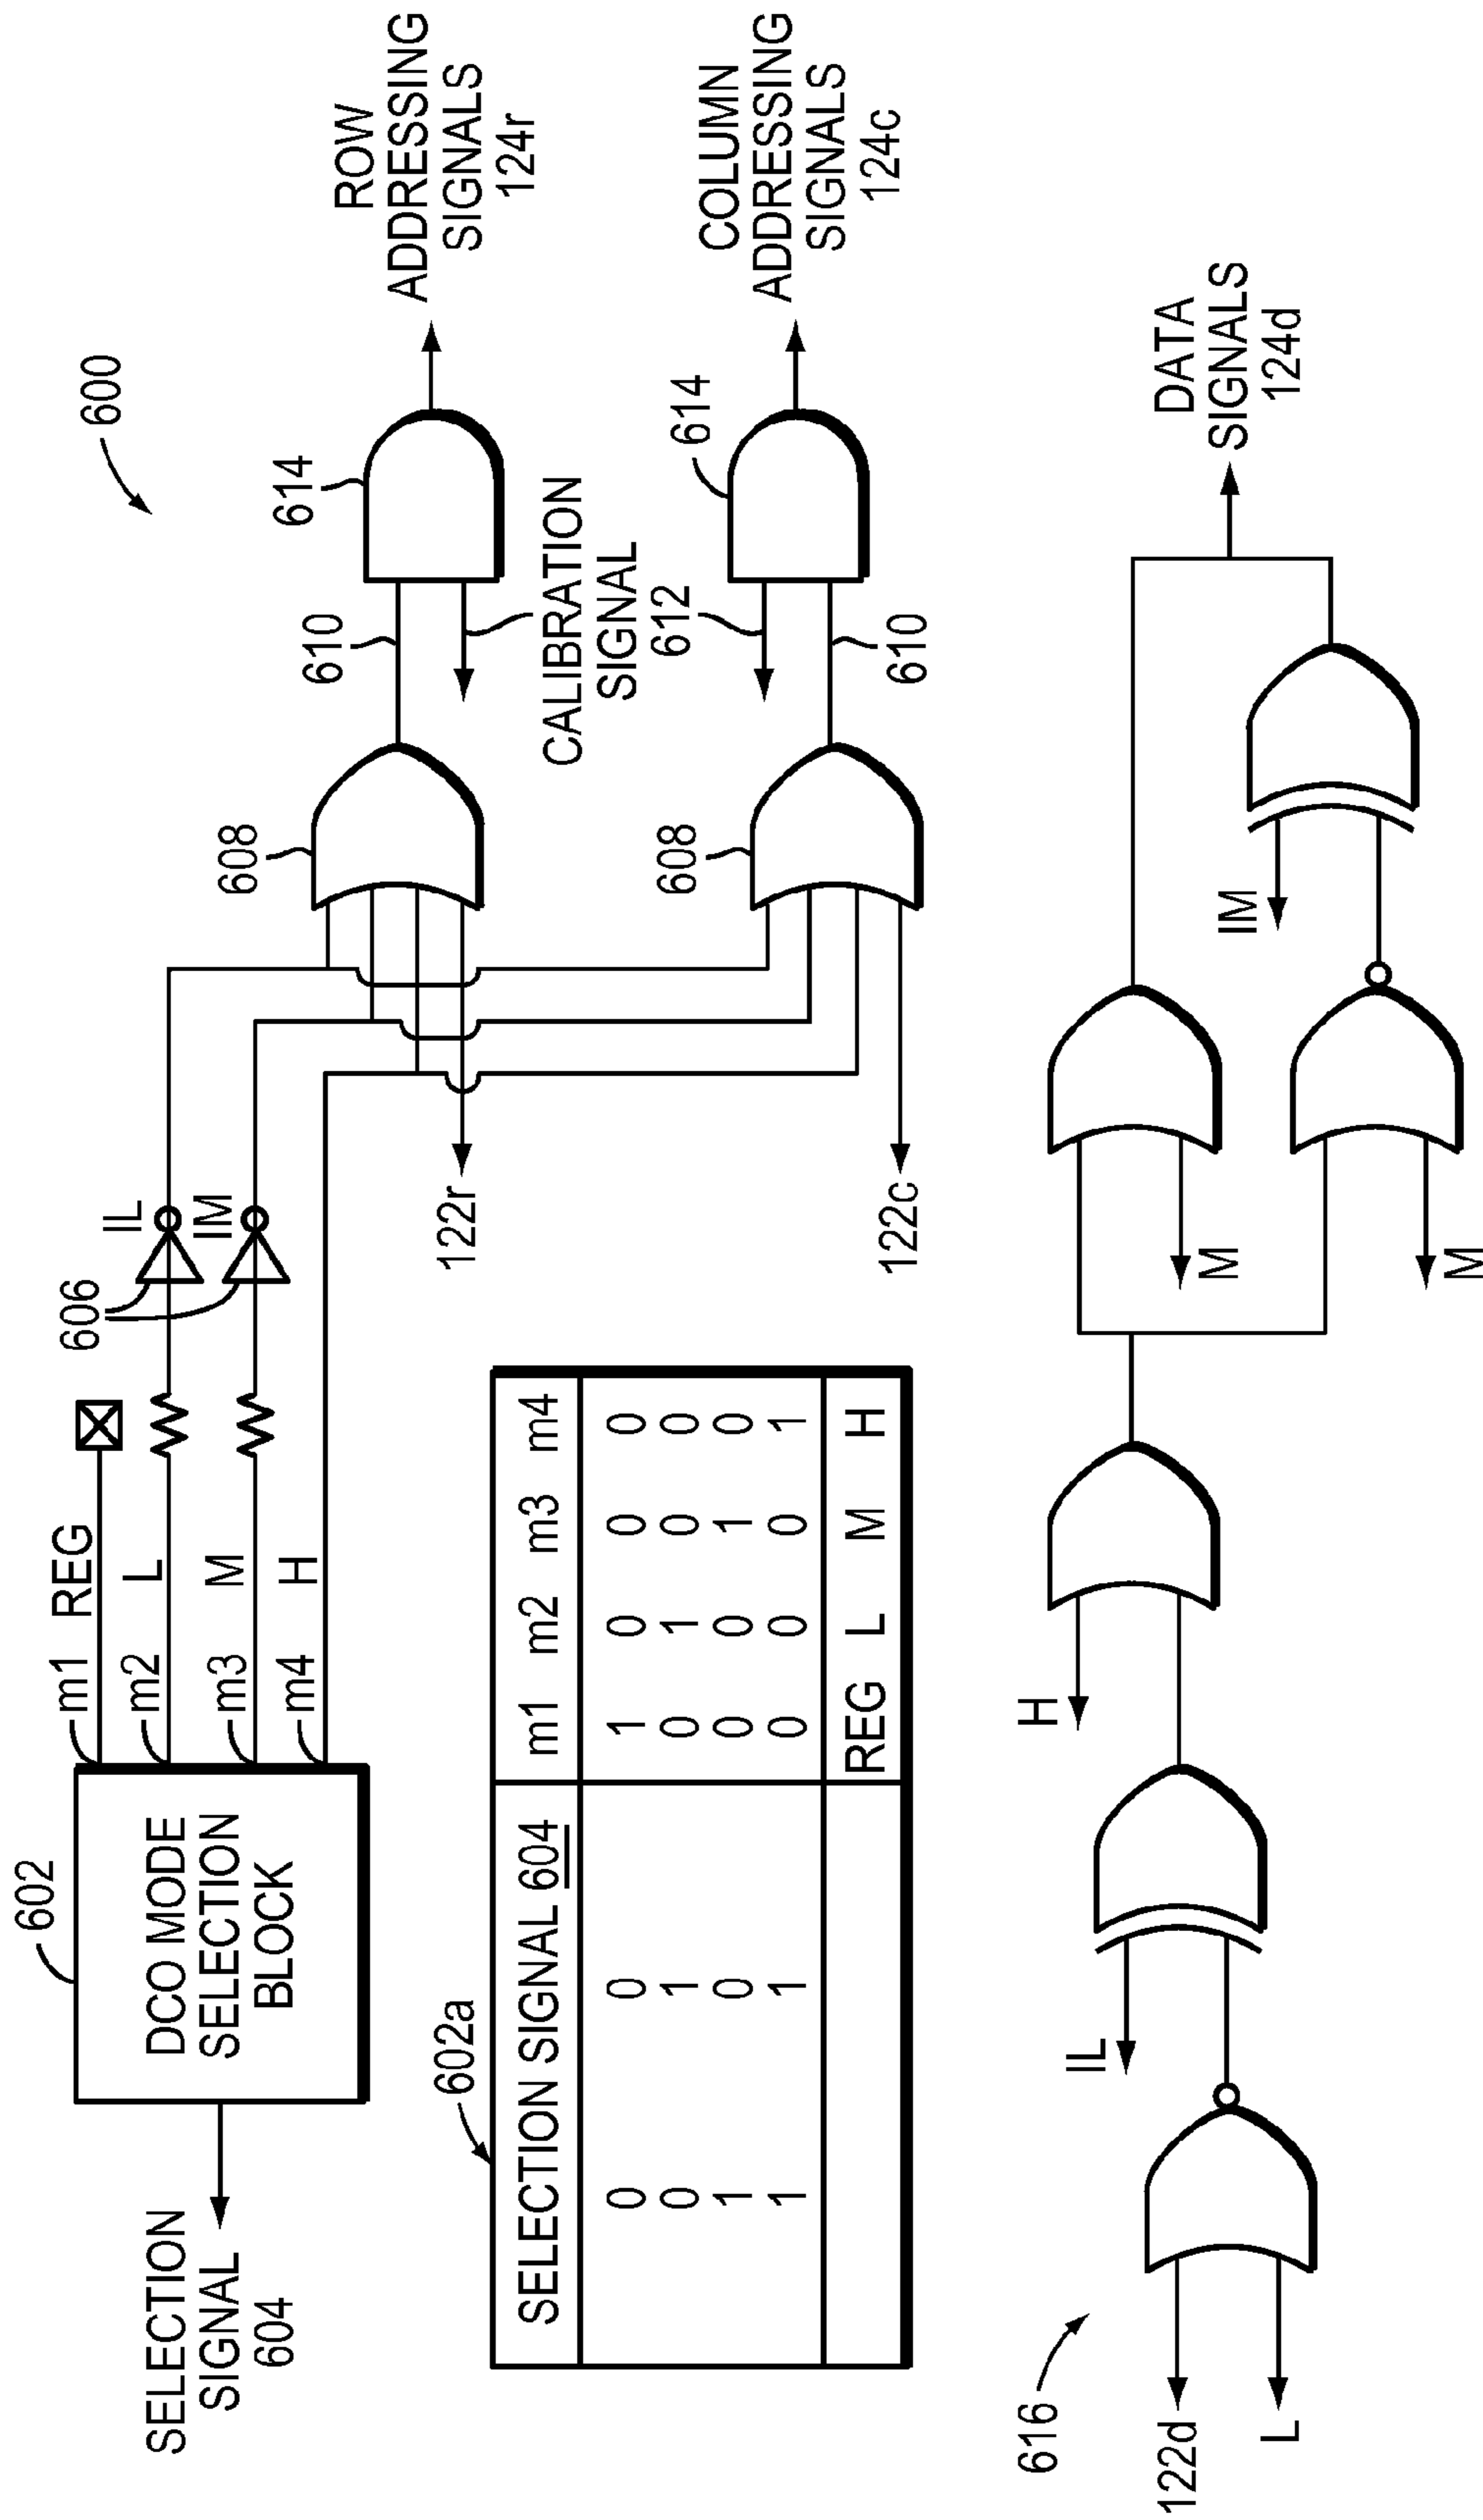 600
602
DCO MODE
SELECTION
BLOCK
SELECTION
SIGNAL
604
m1
REG
m2
L
m3
M
m4
H
606
IL
IM
608
610
614
ROW
ADDRESSING
SIGNALS
124r
122r
CALIBRATION
SIGNAL
612
614
608
610
COLUMN
ADDRESSING
SIGNALS
124c
122c
602a
SELECTION SIGNAL 604 m1 m2 m3 m4
0 0 1 0 0 0
0 1 0 1 0 0
1 0 0 0 1 0
1 1 0 0 0 1
REG L M H
616
122d
L
IL
H
M
M
IM
DATA
SIGNALS
124d